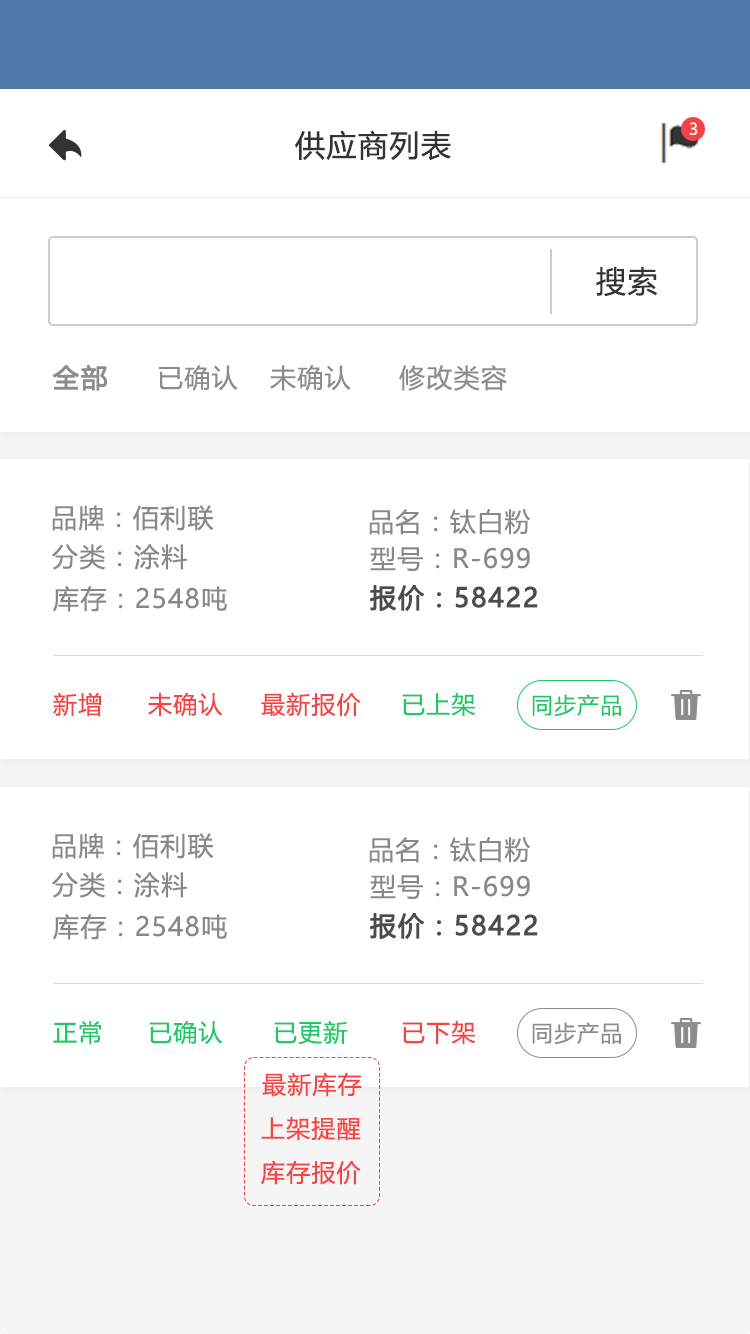 供应商列表
3
搜索
全部 已确认 未确认 修改类容
品牌：佰利联 品名：钛白粉
分类：涂料 型号：R-699
库存：2548吨 报价：58422
新增 未确认 最新报价 已上架 同步产品
品牌：佰利联 品名：钛白粉
分类：涂料 型号：R-699
库存：2548吨 报价：58422
正常 已确认 已更新 已下架 同步产品
最新库存
上架提醒
库存报价